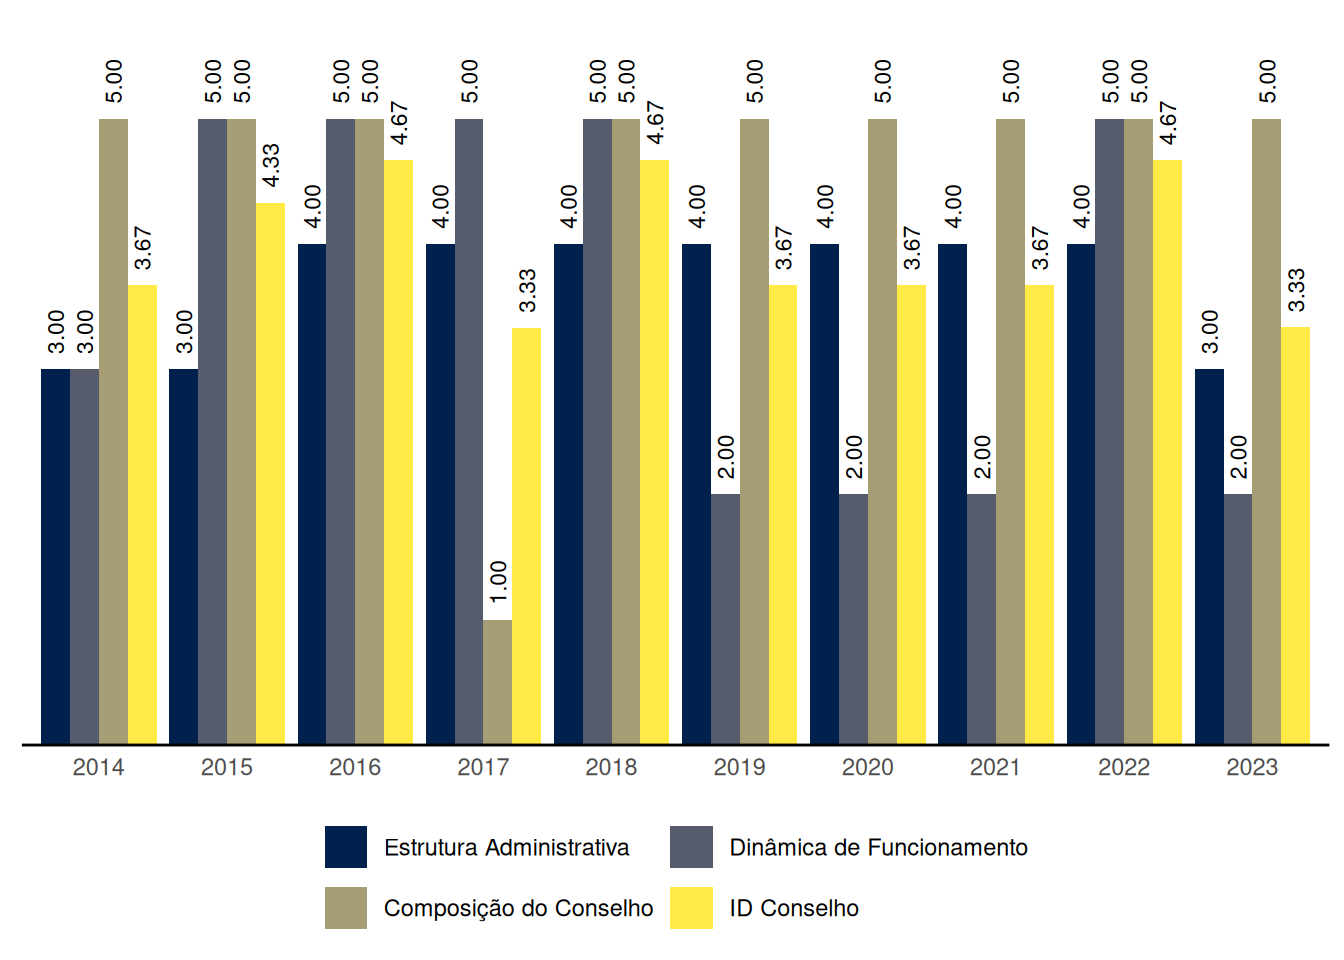 3.00 3.00 5.00 3.67
3.00 5.00 5.00 4.33
4.00 5.00 5.00 4.67
4.00 5.00 1.00 3.33
4.00 5.00 5.00 4.67
4.00 2.00 5.00 3.67
4.00 2.00 5.00 3.67
4.00 2.00 5.00 3.67
4.00 5.00 5.00 4.67
3.00 2.00 5.00 3.33
2014 2015 2016 2017 2018 2019 2020 2021 2022 2023
Estrutura Administrativa Dinâmica de Funcionamento
Composição do Conselho ID Conselho